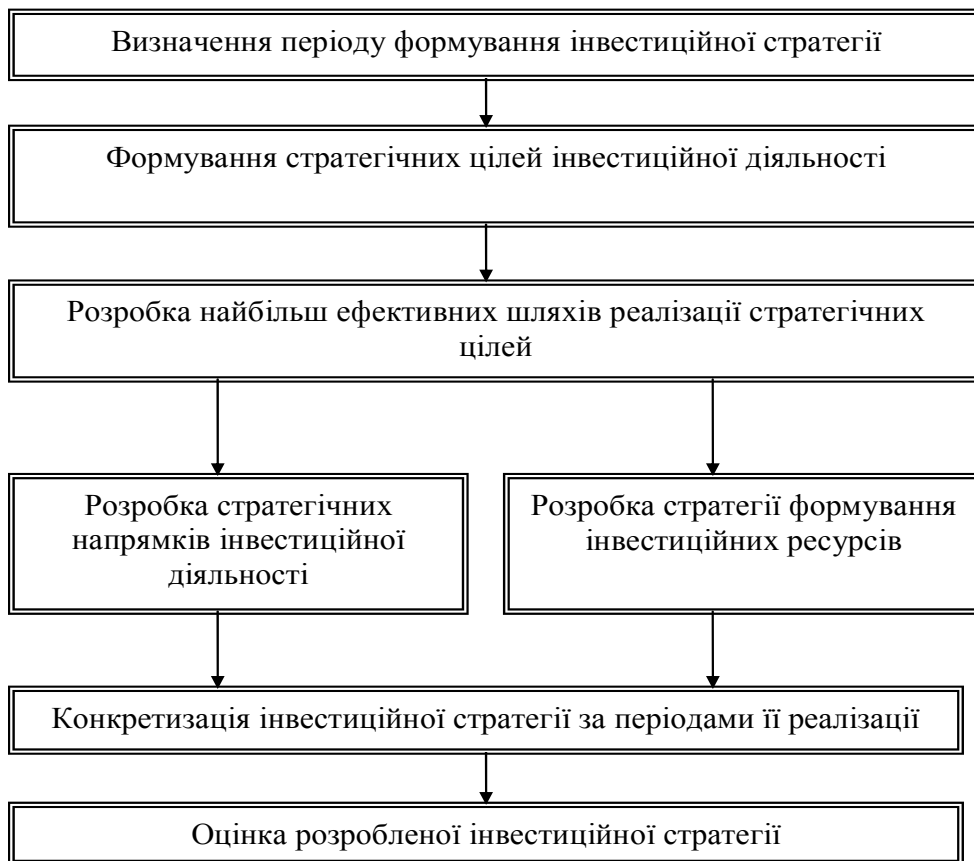 Визначення періоду формування інвестиційної стратегії
Формування стратегічних цілей інвестиційної діяльності
Розробка найбільш ефективних шляхів реалізації стратегічних
цілей
Розробка стратегічних
напрямків інвестиційної
діяльності
Розробка стратегії формування
інвестиційних ресурсів
Конкретизація інвестиційної стратегії за періодами її реалізації
Оцінка розробленої інвестиційної стратегії